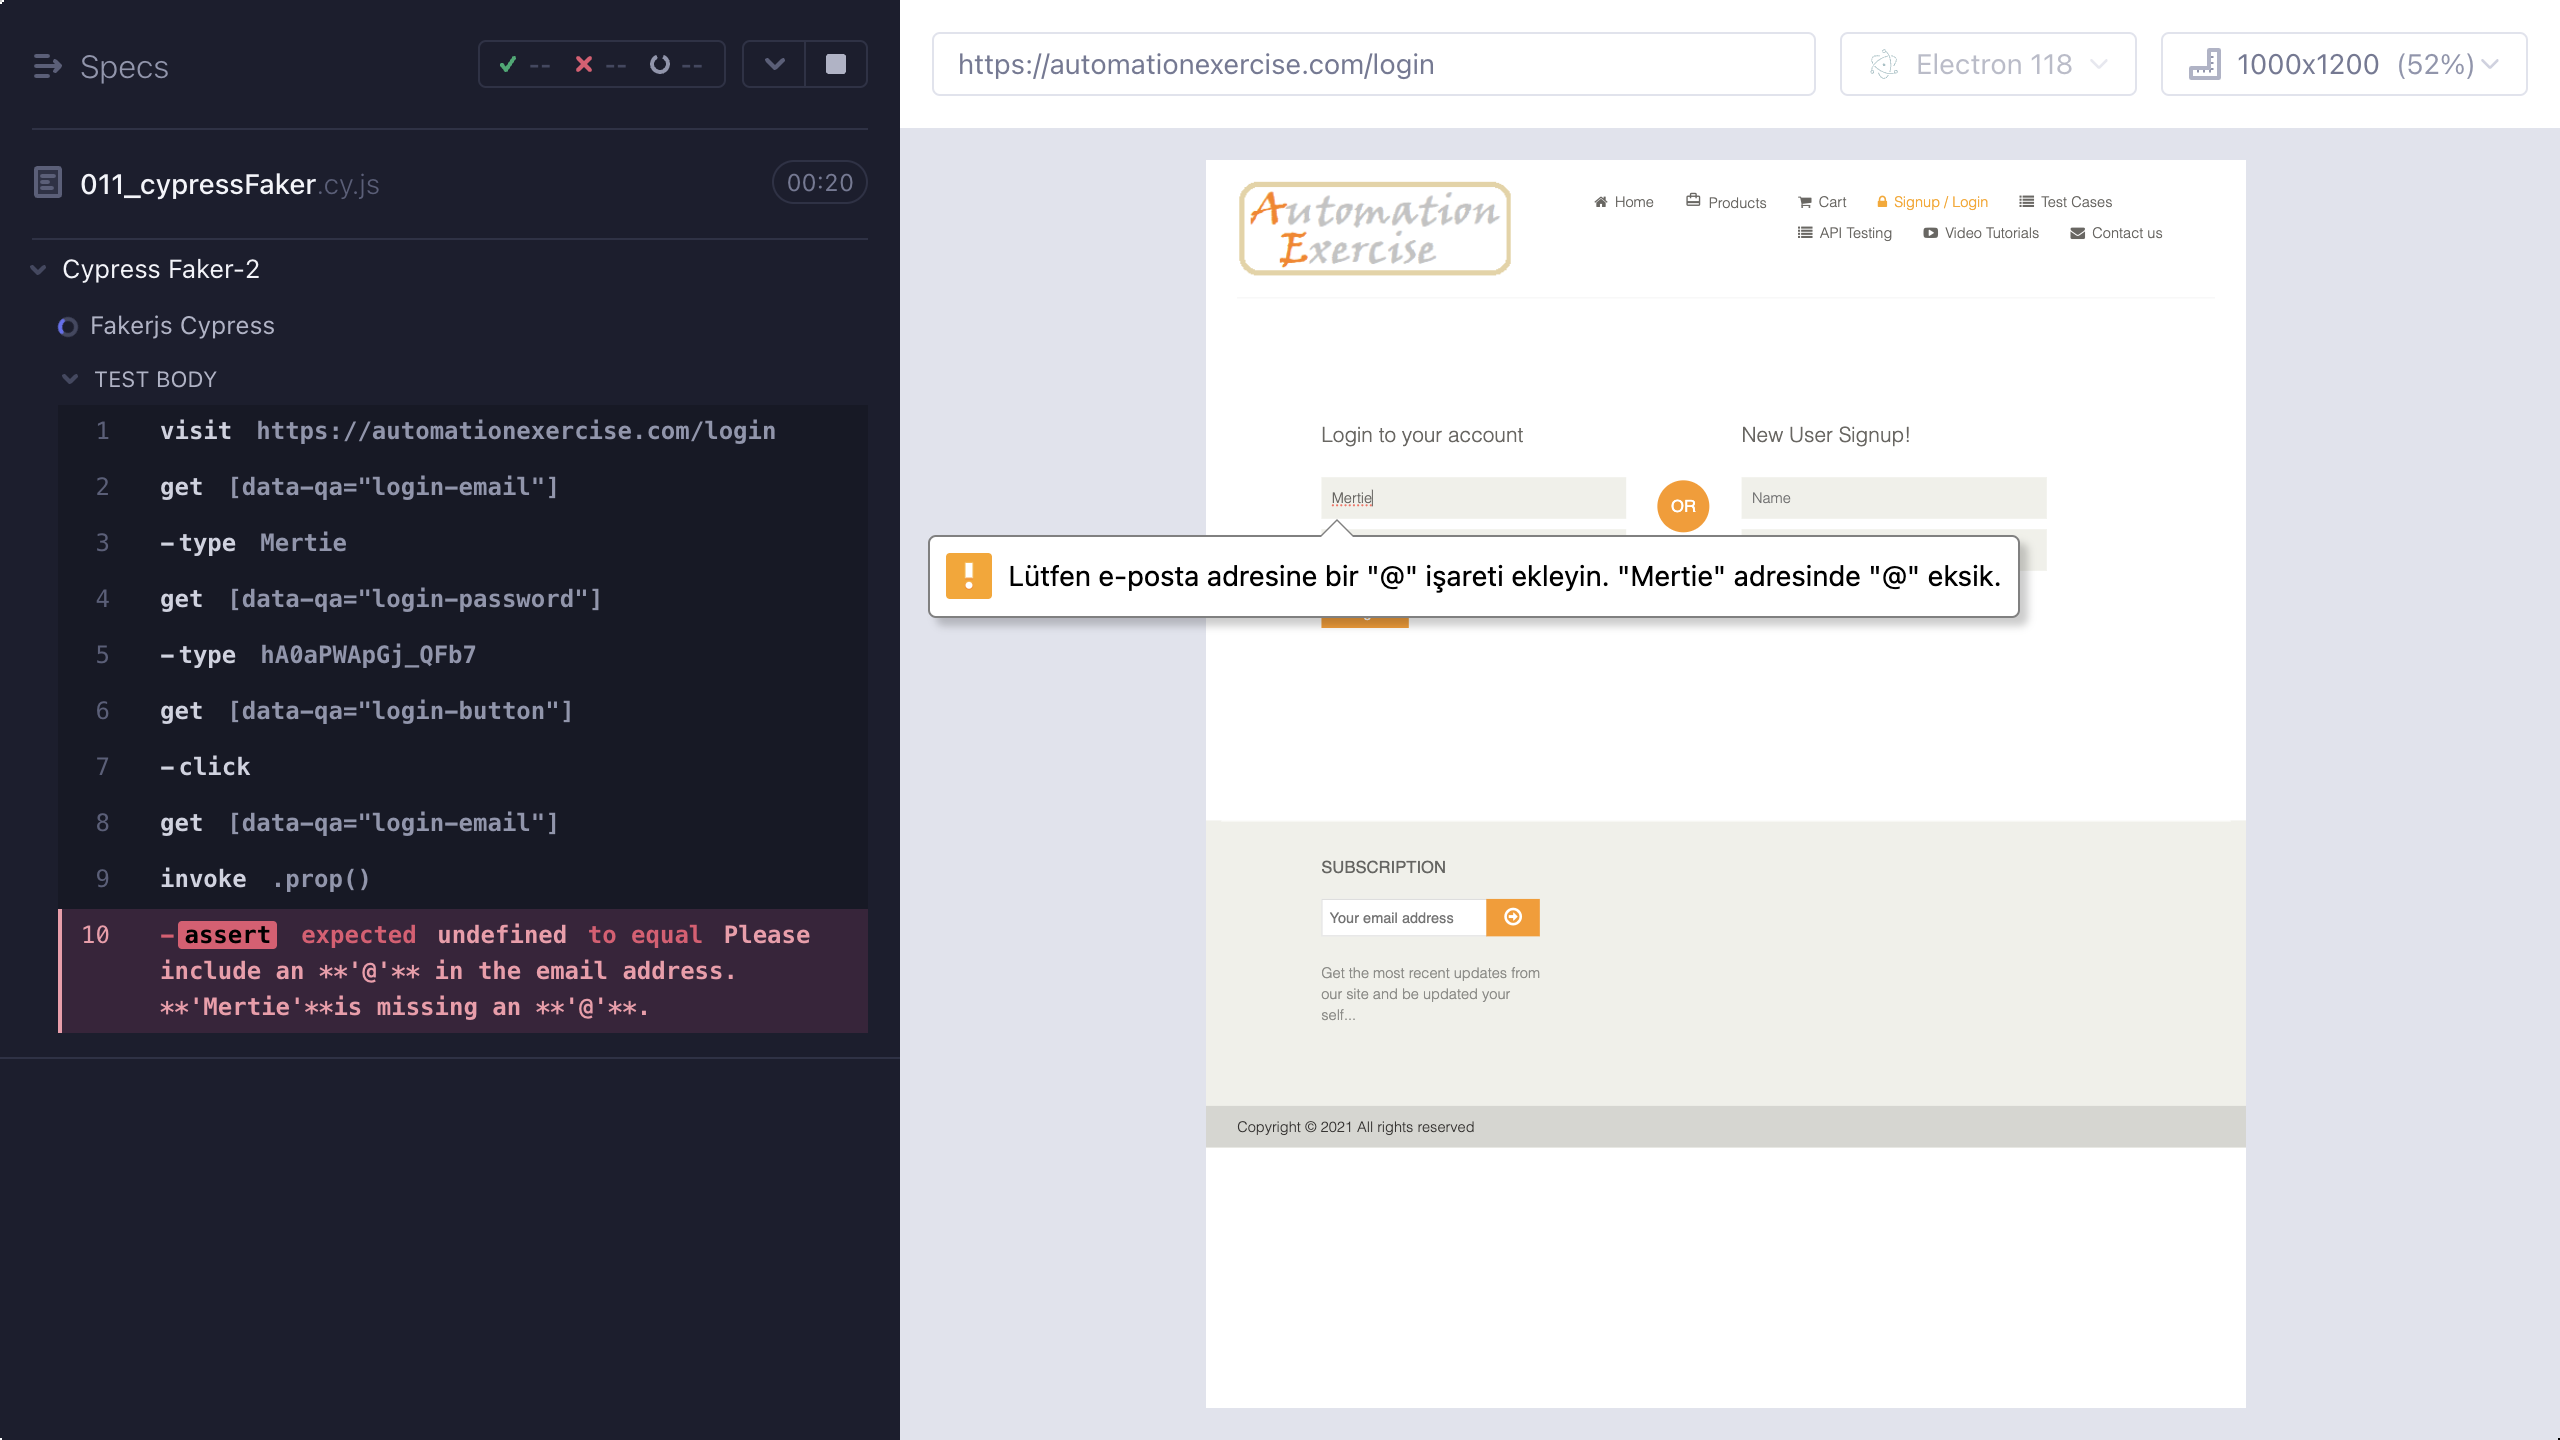 Specs
-- -- --
011_cypressFaker.cy.js
00:20
Cypress Faker-2
Fakerjs Cypress
TEST BODY
1 visit https://automationexercise.com/login
2 get [data-qa="login-email"]
3 -type Mertie
4 get [data-qa="login-password"]
5 -type hA0aPWApGj_QFb7
6 get [data-qa="login-button"]
7 -click
8 get [data-qa="login-email"]
9 invoke .prop()
10 -assert expected undefined to equal Please
include an **'@'** in the email address.
**'Mertie'**is missing an **'@'**.
https://automationexercise.com/login
Electron 118
1000x1200 (52%)
Automation
Exercise
Home
Products
Cart
Signup / Login
Test Cases
API Testing
Video Tutorials
Contact us
Login to your account
Mertie
OR
New User Signup!
Name
Lütfen e-posta adresine bir "@" işareti ekleyin. "Mertie" adresinde "@" eksik.
SUBSCRIPTION
Your email address
Get the most recent updates from
our site and be updated your
self...
Copyright © 2021 All rights reserved